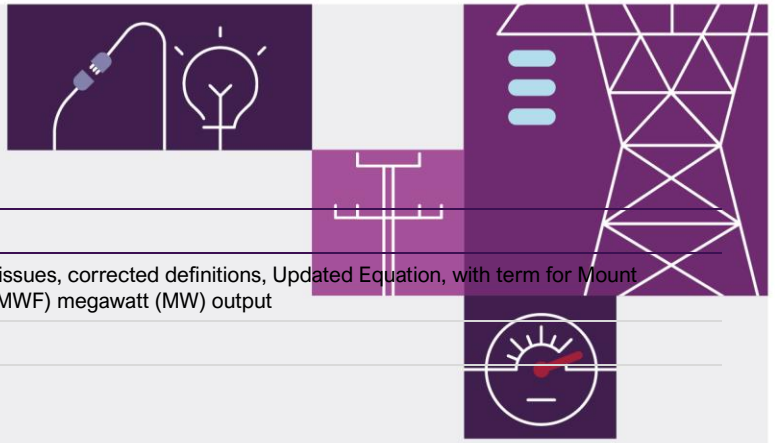 issues, corrected definitions, Updated Equation, with term for Mount
MWF) megawatt (MW) output